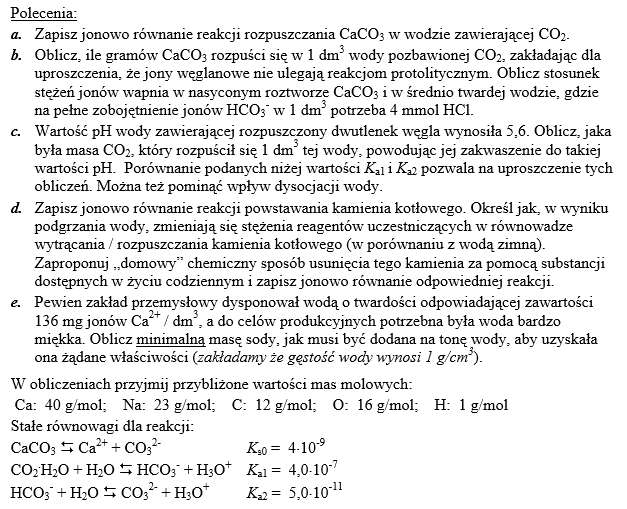 Polecenia:
a. Zapisz jonowo równanie reakcji rozpuszczania CaCO₃ w wodzie zawierającej CO₂.
b. Oblicz, ile gramów CaCO₃ rozpuści się w 1 dm³ wody pozbawionej CO₂, zakładając dla
uproszczenia, że jony węglanowe nie ulegają reakcjom protolitycznym. Oblicz stosunek
stężeń jonów wapnia w nasyconym roztworze CaCO₃ i w średnio twardej wodzie, gdzie
na pełne zobojętnienie jonów HCO₃⁻ w 1 dm³ potrzeba 4 mmol HCl.
c. Wartość pH wody zawierającej rozpuszczony dwutlenek węgla wynosiła 5,6. Oblicz, jaka
była masa CO₂, który rozpuścił się 1 dm³ tej wody, powodując jej zakwaszenie do takiej
wartości pH. Porównanie podanych niżej wartości Kₐ₁ i Kₐ₂ pozwala na uproszczenie tych
obliczeń. Można też pominąć wpływ dysocjacji wody.
d. Zapisz jonowo równanie reakcji powstawania kamienia kotłowego. Określ jak, w wyniku
podgrzania wody, zmieniają się stężenia reagentów uczestniczących w równowadze
wytrącania / rozpuszczania kamienia kotłowego (w porównaniu z wodą zimną).
Zaproponuj „domowy” chemiczny sposób usunięcia tego kamienia za pomocą substancji
dostępnych w życiu codziennym i zapisz jonowo równanie odpowiedniej reakcji.
e. Pewien zakład przemysłowy dysponował wodą o twardości odpowiadającej zawartości
136 mg jonów Ca²⁺ / dm³, a do celów produkcyjnych potrzebna była woda bardzo
miękka. Oblicz minimalną masę sody, jak musi być dodana na tonę wody, aby uzyskała
ona żądane właściwości (zakładamy że gęstość wody wynosi 1 g/cm³).
W obliczeniach przyjmij przybliżone wartości mas molowych:
Ca: 40 g/mol; Na: 23 g/mol; C: 12 g/mol; O: 16 g/mol; H: 1 g/mol
Stałe równowagi dla reakcji:
CaCO₃ ⇆ Ca²⁺ + CO₃²⁻ Kₛ₀ = 4·10⁻⁹
CO₂·H₂O + H₂O ⇆ HCO₃⁻ + H₃O⁺ Kₐ₁ = 4,0·10⁻⁷
HCO₃⁻ + H₂O ⇆ CO₃²⁻ + H₃O⁺ Kₐ₂ = 5,0·10⁻¹¹